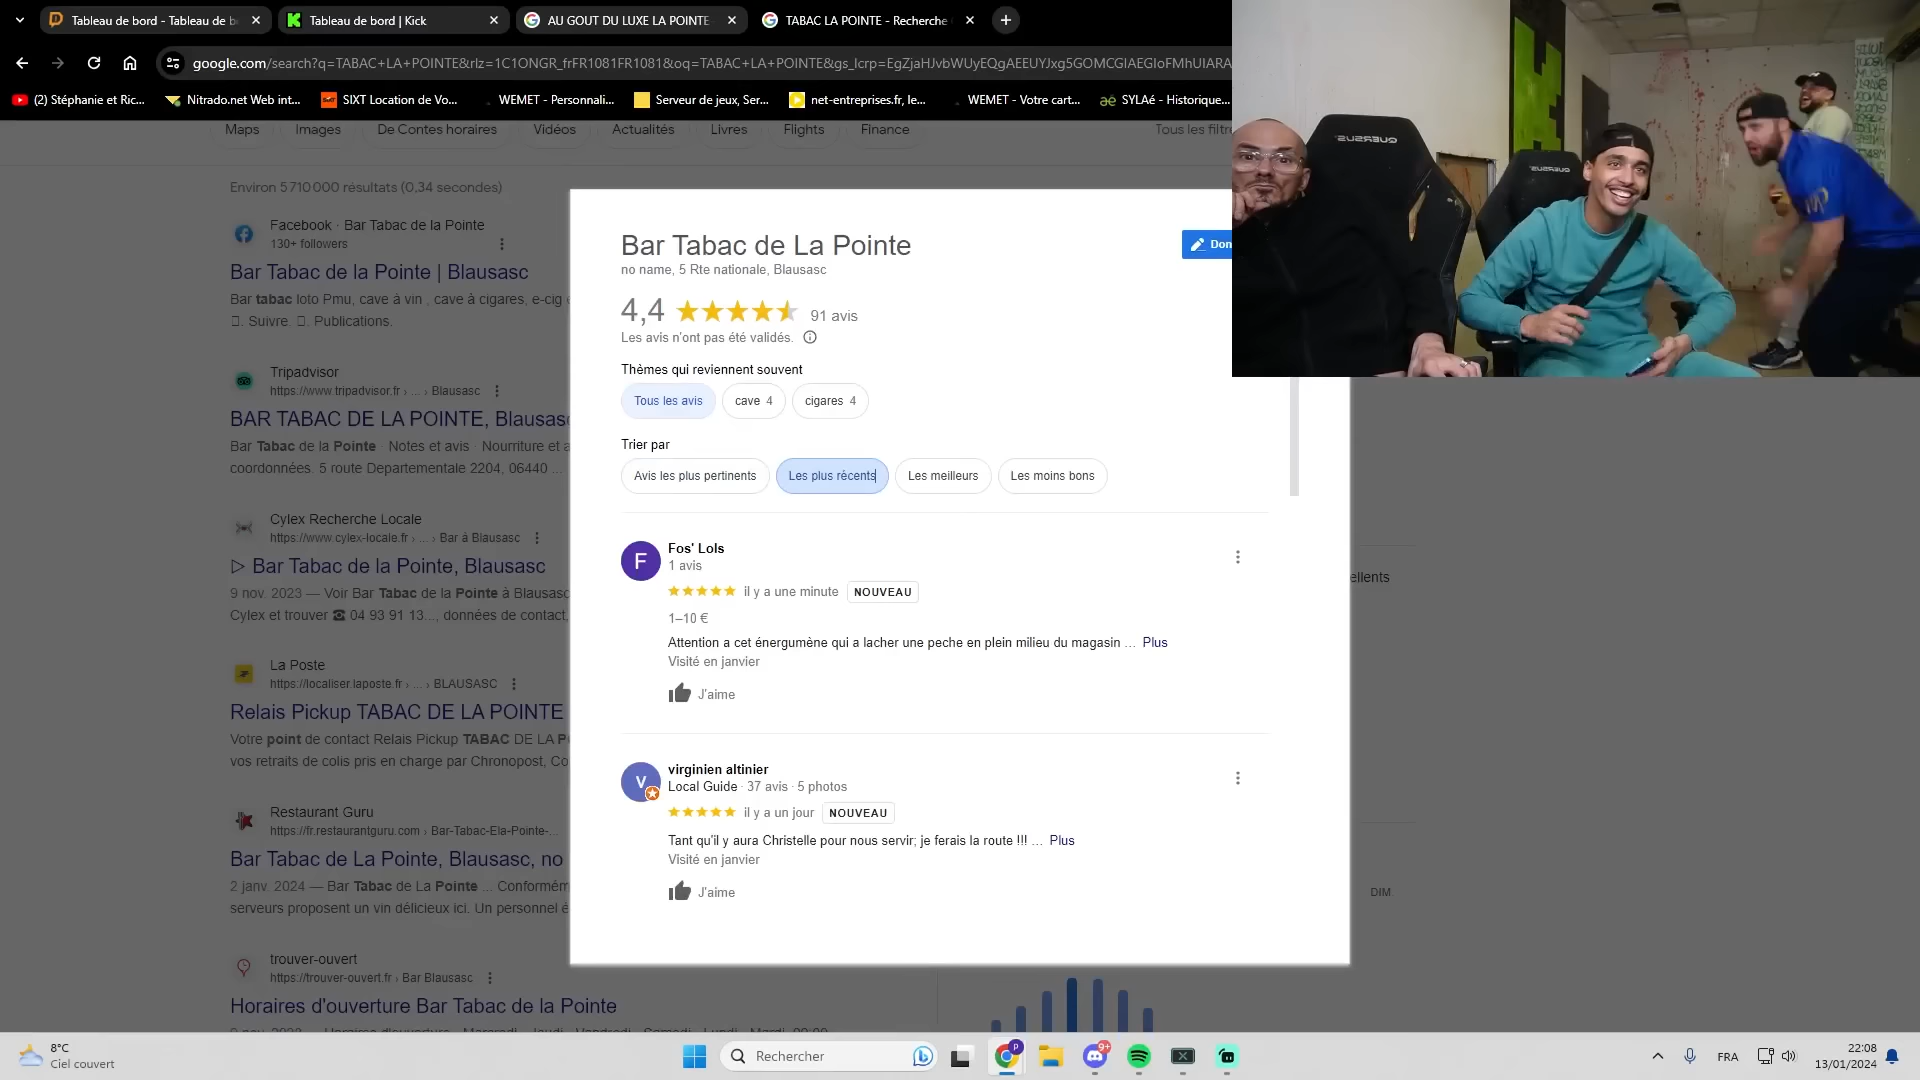 Tableau de bord - Tableau de b
Tableau de bord | Kick
AU GOUT DU LUXE LA POINTE
TABAC LA POINTE - Recherche
google.com/search?q=TABAC+LA+POINTE&rlz=1C1ONGR_frFR1081FR1081&oq=TABAC+LA+POINTE&gs_lcrp=EgZjaHJvbWUyEQgAEEUYJxg5GOMCGIAEGIoFMhUIARA
(2) Stéphanie et Ric...
Nitrado.net Web int...
SIXT Location de Vo...
WEMET - Personnali...
Serveur de jeux, Ser...
net-entreprises.fr, le...
WEMET - Votre cart...
SYLAé - Historique...
Maps
Images
De Contes horaires
Vidéos
Actualités
Livres
Flights
Finance
Tous les filtre
Environ 5 710 000 résultats (0,34 secondes)
Facebook · Bar Tabac de la Pointe
130+ followers
Bar Tabac de la Pointe | Blausasc
Bar tabac loto Pmu, cave á vin , cave à cigares, e-cig
Suivre. Publications.
Tripadvisor
https://www.tripadvisor.fr › ... › Blausasc
BAR TABAC DE LA POINTE, Blausasc
Bar Tabac de la Pointe · Notes et avis · Nourriture et a
coordonnées. 5 route Departementale 2204, 06440 ...
Cylex Recherche Locale
https://www.cylex-locale.fr › ... › Bar à Blausasc
▷ Bar Tabac de la Pointe, Blausasc
9 nov. 2023 — Voir Bar Tabac de la Pointe à Blausasc
Cylex et trouver ☎ 04 93 91 13..., données de contact,
La Poste
https://localiser.laposte.fr › ... › BLAUSASC
Relais Pickup TABAC DE LA POINTE
Votre point de contact Relais Pickup TABAC DE LA P
vos retraits de colis pris en charge par Chronopost, Co
Restaurant Guru
https://fr.restaurantguru.com › Bar-Tabac-Ela-Pointe-...
Bar Tabac de La Pointe, Blausasc, no
2 janv. 2024 — Bar Tabac de La Pointe ... Conformém
serveurs proposent un vin délicieux ici. Un personnel é
trouver-ouvert
https://trouver-ouvert.fr › Bar Blausasc
Horaires d'ouverture Bar Tabac de la Pointe
Bar Tabac de La Pointe
no name, 5 Rte nationale, Blausasc
Don
4,4
91 avis
Les avis n'ont pas été validés.
Thèmes qui reviennent souvent
Tous les avis
cave 4
cigares 4
Trier par
Avis les plus pertinents
Les plus récents
Les meilleurs
Les moins bons
F
Fos' Lols
1 avis
il y a une minute
NOUVEAU
1–10 €
Attention a cet énergumène qui a lacher une peche en plein milieu du magasin ... Plus
Visité en janvier
J'aime
v
virginien altinier
Local Guide · 37 avis · 5 photos
il y a un jour
NOUVEAU
Tant qu'il y aura Christelle pour nous servir; je ferais la route !!! ... Plus
Visité en janvier
J'aime
ellents
DIM.
QUERSUS
QUERSUS
8°C
Ciel couvert
Rechercher
9+
FRA
22:08
13/01/2024